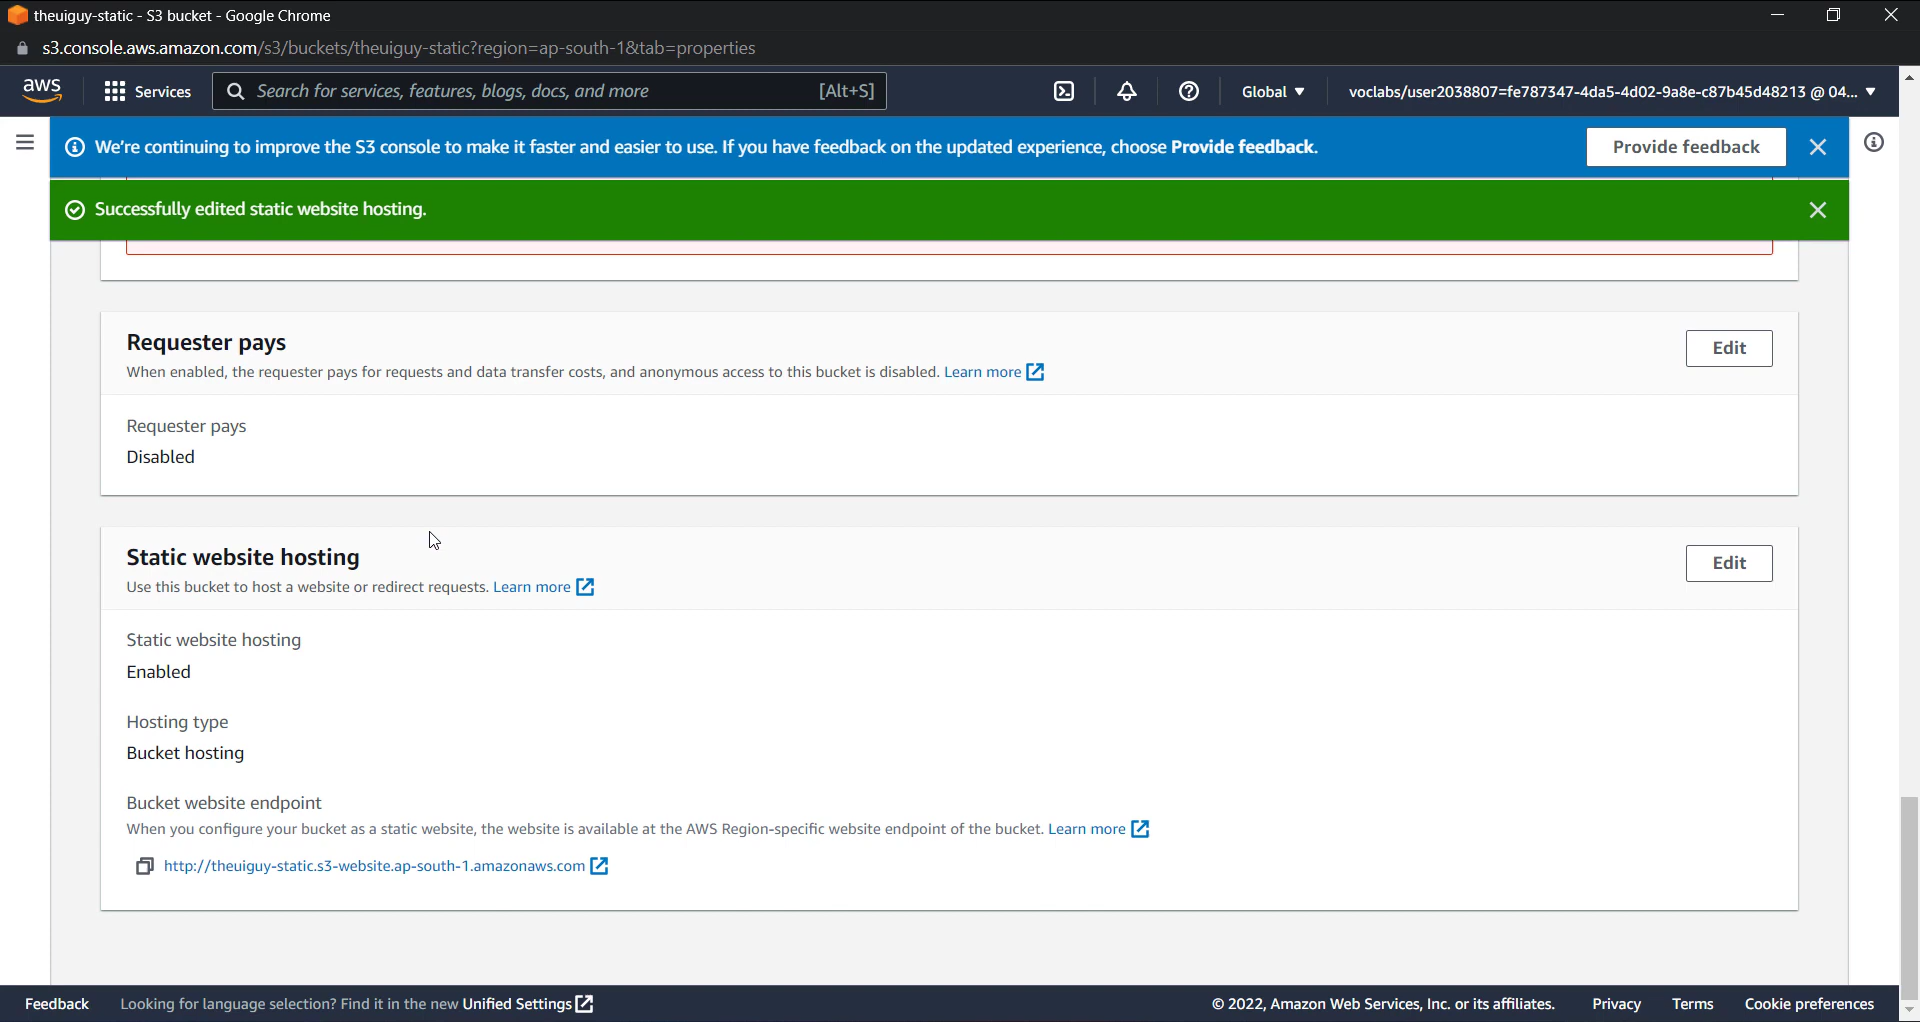 theuiguy-static - S3 bucket - Google Chrome
s3.console.aws.amazon.com/s3/buckets/theuiguy-static?region=ap-south-1&tab=properties
aws Services Search for services, features, blogs, docs, and more [Alt+S] Global voclabs/user2038807=fe787347-4da5-4d02-9a8e-c87b45d48213 @ 04...
We're continuing to improve the S3 console to make it faster and easier to use. If you have feedback on the updated experience, choose Provide feedback. Provide feedback
Successfully edited static website hosting.
Requester pays
Edit
When enabled, the requester pays for requests and data transfer costs, and anonymous access to this bucket is disabled. Learn more
Requester pays
Disabled
Static website hosting
Edit
Use this bucket to host a website or redirect requests. Learn more
Static website hosting
Enabled
Hosting type
Bucket hosting
Bucket website endpoint
When you configure your bucket as a static website, the website is available at the AWS Region-specific website endpoint of the bucket. Learn more
http://theuiguy-static.s3-website.ap-south-1.amazonaws.com
Feedback Looking for language selection? Find it in the new Unified Settings © 2022, Amazon Web Services, Inc. or its affiliates. Privacy Terms Cookie preferences